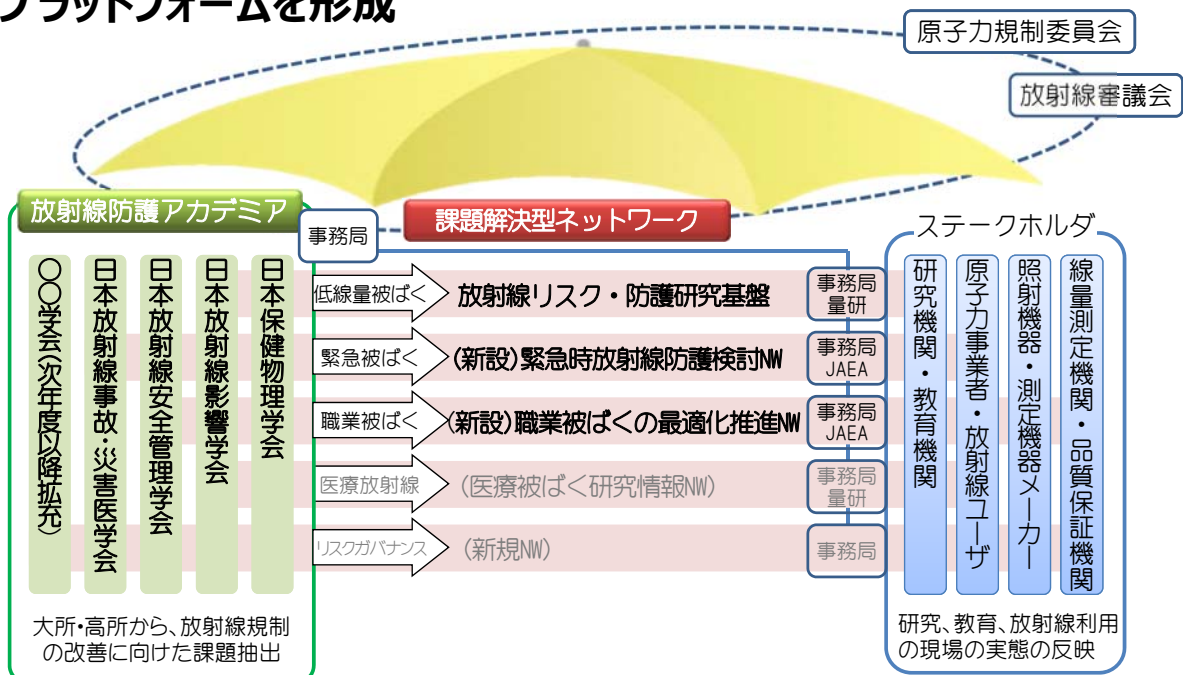 プラットフォームを形成
原子力規制委員会
放射線審議会
放射線防護アカデミア
事務局
課題解決型ネットワーク
ステークホルダ
〇〇学会(次年度以降拡充)
日本放射線事故・災害医学会
日本放射線安全管理学会
日本放射線影響学会
日本保健物理学会
低線量被ばく
放射線リスク・防護研究基盤
事務局
量研
緊急被ばく
(新設)緊急時放射線防護検討NW
事務局
JAEA
職業被ばく
(新設)職業被ばくの最適化推進NW
事務局
JAEA
医療放射線
(医療被ばく研究情報NW)
事務局
量研
リスクガバナンス
(新規NW)
事務局
研究機関・教育機関
原子力事業者・放射線ユーザ
照射機器・測定機器メーカー
線量測定機関・品質保証機関
大所・高所から、放射線規制
の改善に向けた課題抽出
研究、教育、放射線利用
の現場の実態の反映